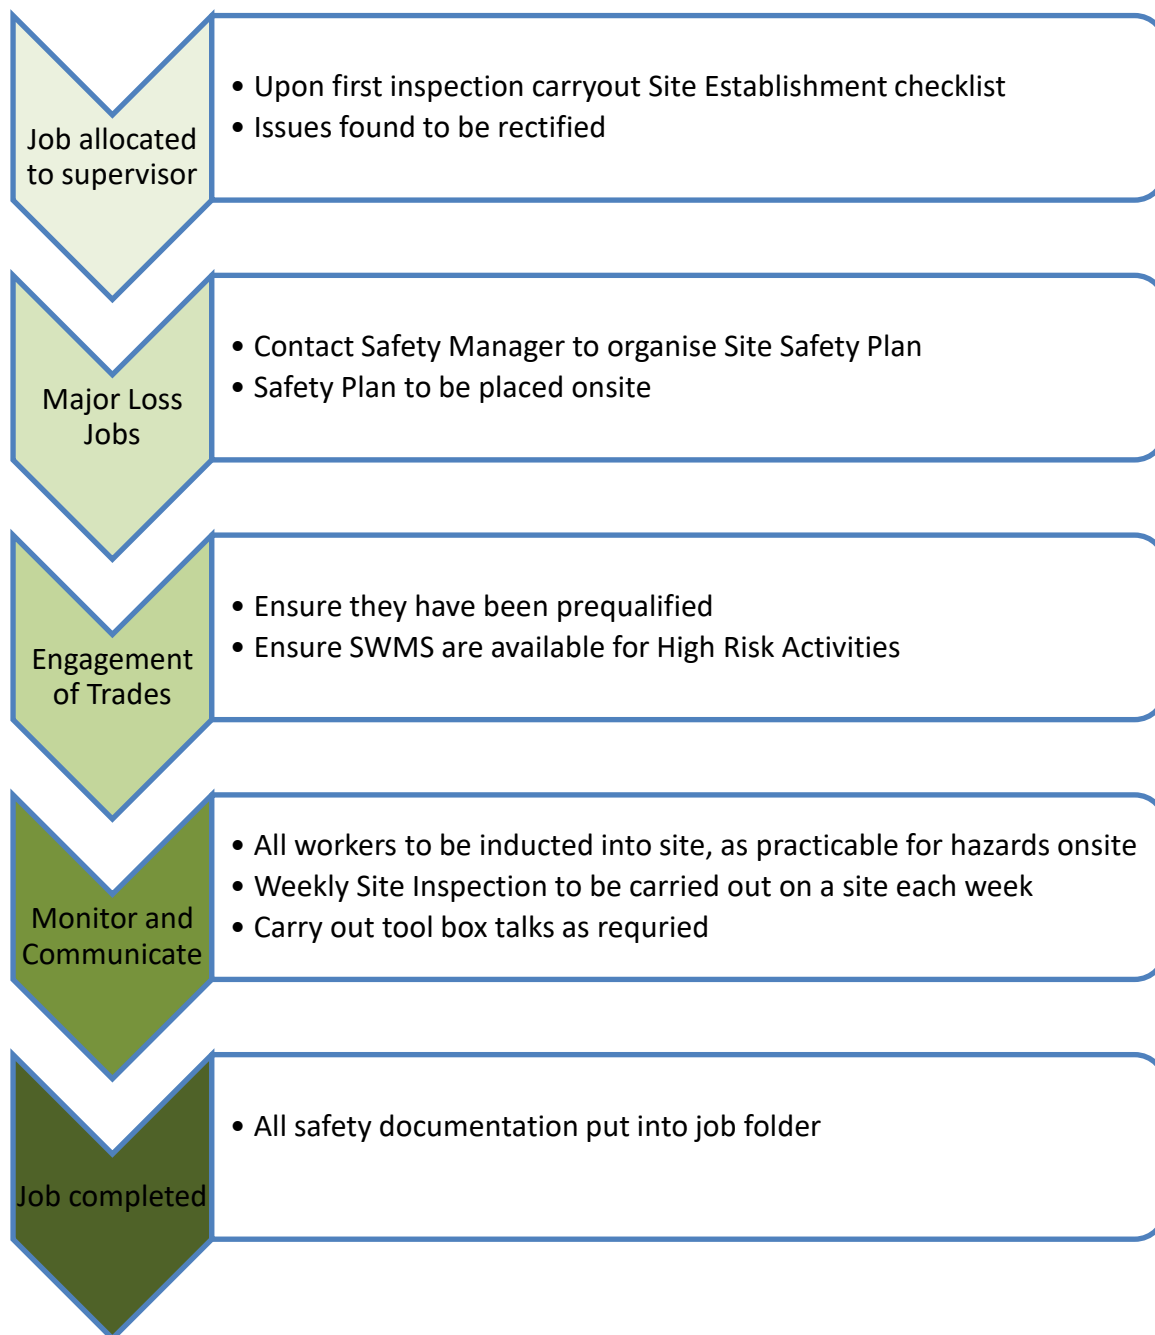 Job allocated
to supervisor
• Upon first inspection carryout Site Establishment checklist
• Issues found to be rectified
Major Loss
Jobs
• Contact Safety Manager to organise Site Safety Plan
• Safety Plan to be placed onsite
Engagement
of Trades
• Ensure they have been prequalified
• Ensure SWMS are available for High Risk Activities
Monitor and
Communicate
• All workers to be inducted into site, as practicable for hazards onsite
• Weekly Site Inspection to be carried out on a site each week
• Carry out tool box talks as requried
Job completed
• All safety documentation put into job folder